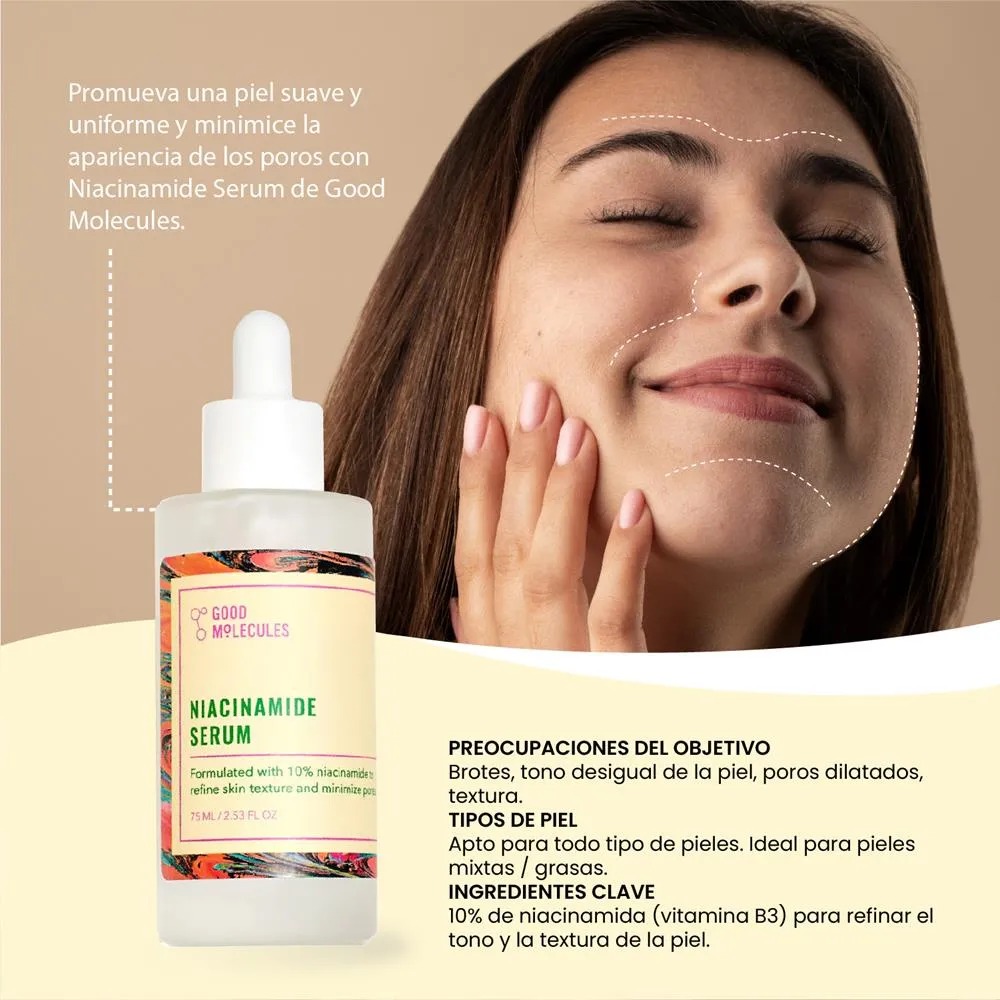 Promueva una piel suave y
uniforme y minimice la
apariencia de los poros con
Niacinamide Serum de Good
Molecules.
GOOD
MOLECULES
NIACINAMIDE
SERUM
Formulated with 10% niacinamide to
refine skin texture and minimize pores
75 ML / 2.53 FL OZ
PREOCUPACIONES DEL OBJETIVO
Brotes, tono desigual de la piel, poros dilatados,
textura.
TIPOS DE PIEL
Apto para todo tipo de pieles. Ideal para pieles
mixtas / grasas.
INGREDIENTES CLAVE
10% de niacinamida (vitamina B3) para refinar el
tono y la textura de la piel.